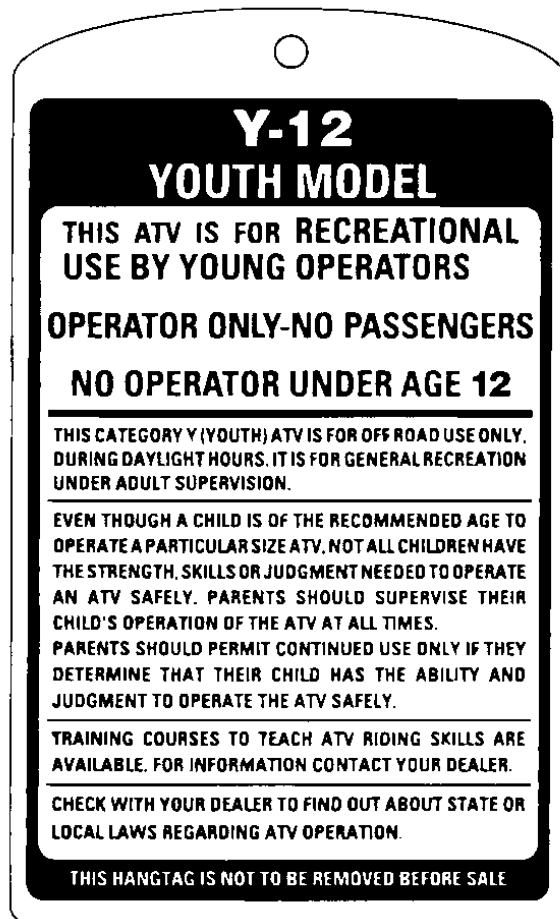 Y-12
YOUTH MODEL
THIS ATV IS FOR RECREATIONAL
USE BY YOUNG OPERATORS
OPERATOR ONLY-NO PASSENGERS
NO OPERATOR UNDER AGE 12
THIS CATEGORY Y (YOUTH) ATV IS FOR OFF ROAD USE ONLY,
DURING DAYLIGHT HOURS. IT IS FOR GENERAL RECREATION
UNDER ADULT SUPERVISION.
EVEN THOUGH A CHILD IS OF THE RECOMMENDED AGE TO
OPERATE A PARTICULAR SIZE ATV, NOT ALL CHILDREN HAVE
THE STRENGTH, SKILLS OR JUDGMENT NEEDED TO OPERATE
AN ATV SAFELY. PARENTS SHOULD SUPERVISE THEIR
CHILD'S OPERATION OF THE ATV AT ALL TIMES.
PARENTS SHOULD PERMIT CONTINUED USE ONLY IF THEY
DETERMINE THAT THEIR CHILD HAS THE ABILITY AND
JUDGMENT TO OPERATE THE ATV SAFELY.
TRAINING COURSES TO TEACH ATV RIDING SKILLS ARE
AVAILABLE. FOR INFORMATION CONTACT YOUR DEALER.
CHECK WITH YOUR DEALER TO FIND OUT ABOUT STATE OR
LOCAL LAWS REGARDING ATV OPERATION.
THIS HANGTAG IS NOT TO BE REMOVED BEFORE SALE